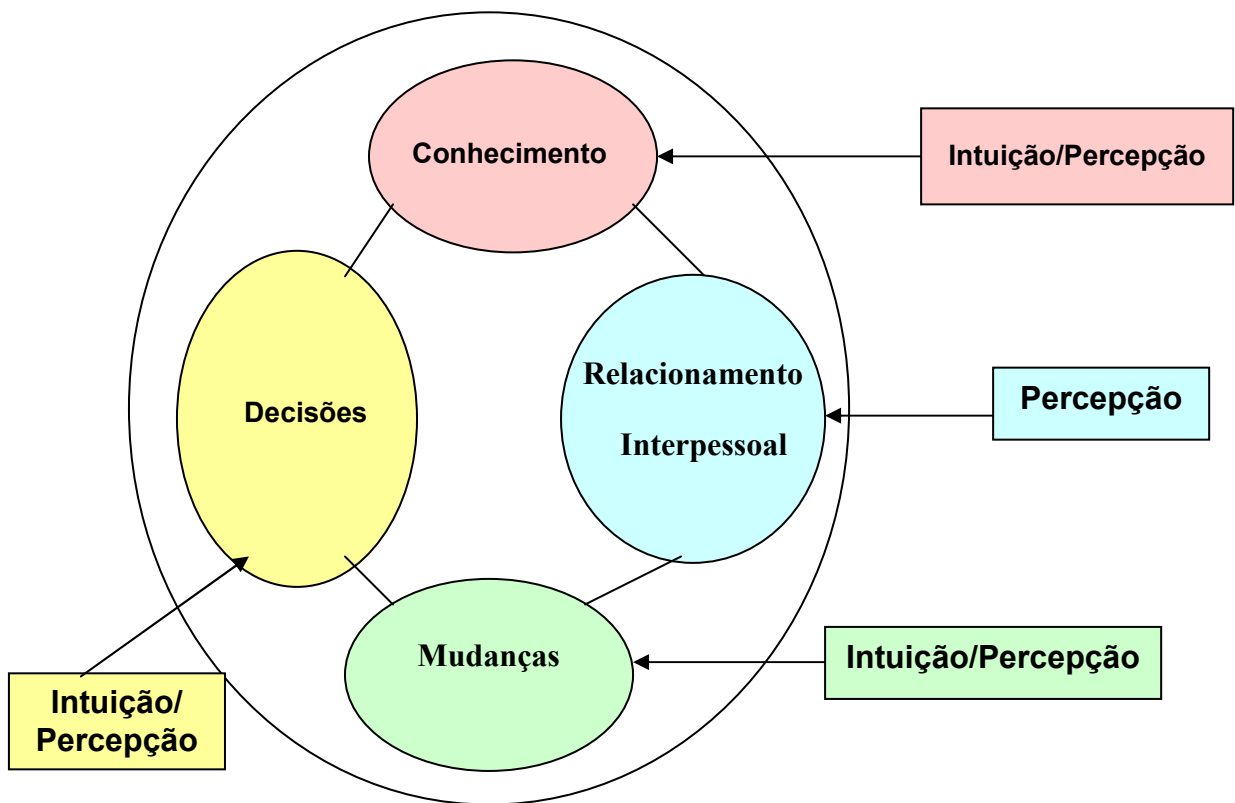 Conhecimento
Intuição/Percepção
Relacionamento
Interpessoal
Percepção
Decisões
Mudanças
Intuição/Percepção
Intuição/
Percepção